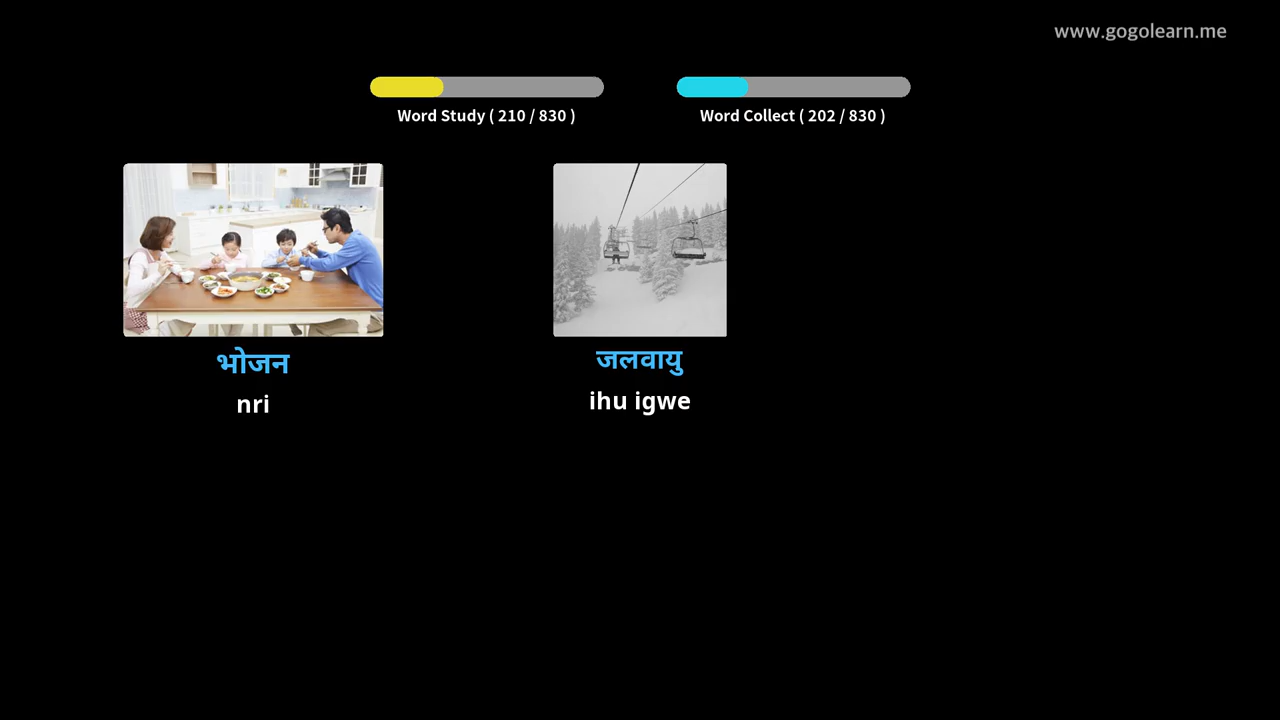 www.gogolearn.me
Word Study ( 210 / 830 )
Word Collect ( 202 / 830 )
भोजन
nri
जलवायु
ihu igwe